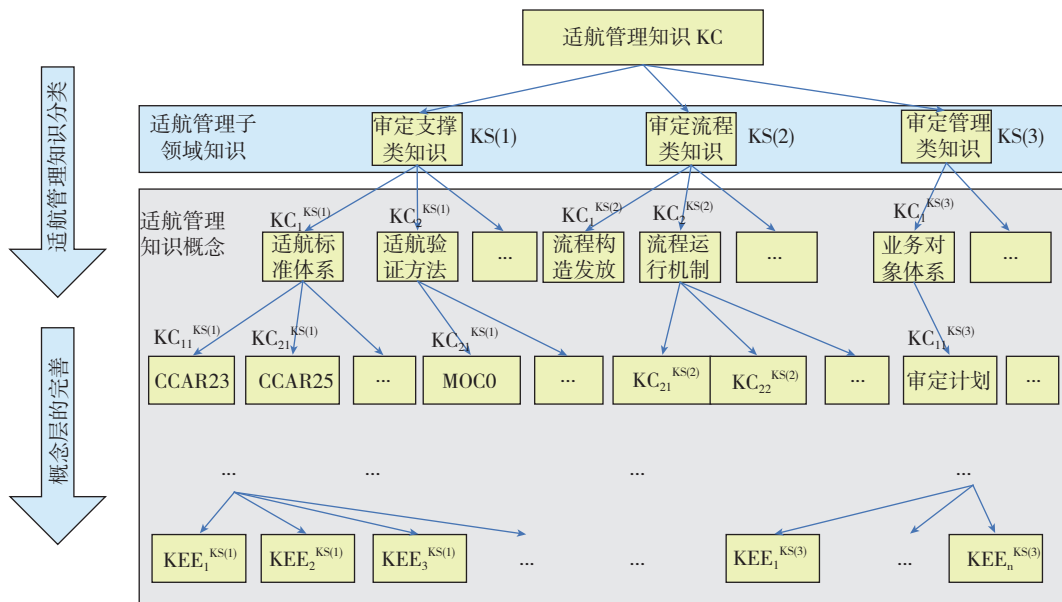 适航管理知识 KC
适航管理知识分类
适航管理子
领域知识
审定支撑
类知识
KS(1)
审定流程
类知识
KS(2)
审定管理
类知识
KS(3)
适航管理
知识概念
KC₁ᴷˢ⁽¹⁾
适航标
准体系
KC₂ᴷˢ⁽¹⁾
适航验
证方法
...
KC₁ᴷˢ⁽²⁾
流程构
造发放
KC₂ᴷˢ⁽²⁾
流程运
行机制
...
KC₁ᴷˢ⁽³⁾
业务对
象体系
...
概念层的完善
KC₁₁ᴷˢ⁽¹⁾
CCAR23
KC₂₁ᴷˢ⁽¹⁾
CCAR25
...
KC₂₁ᴷˢ⁽¹⁾
MOC0
...
KC₂₁ᴷˢ⁽²⁾
KC₂₂ᴷˢ⁽²⁾
...
KC₁₁ᴷˢ⁽³⁾
审定计划
...
... ... ... ...
KEE₁ᴷˢ⁽¹⁾
KEE₂ᴷˢ⁽¹⁾
KEE₃ᴷˢ⁽¹⁾
... ...
KEE₁ᴷˢ⁽³⁾
...
KEEₙᴷˢ⁽³⁾